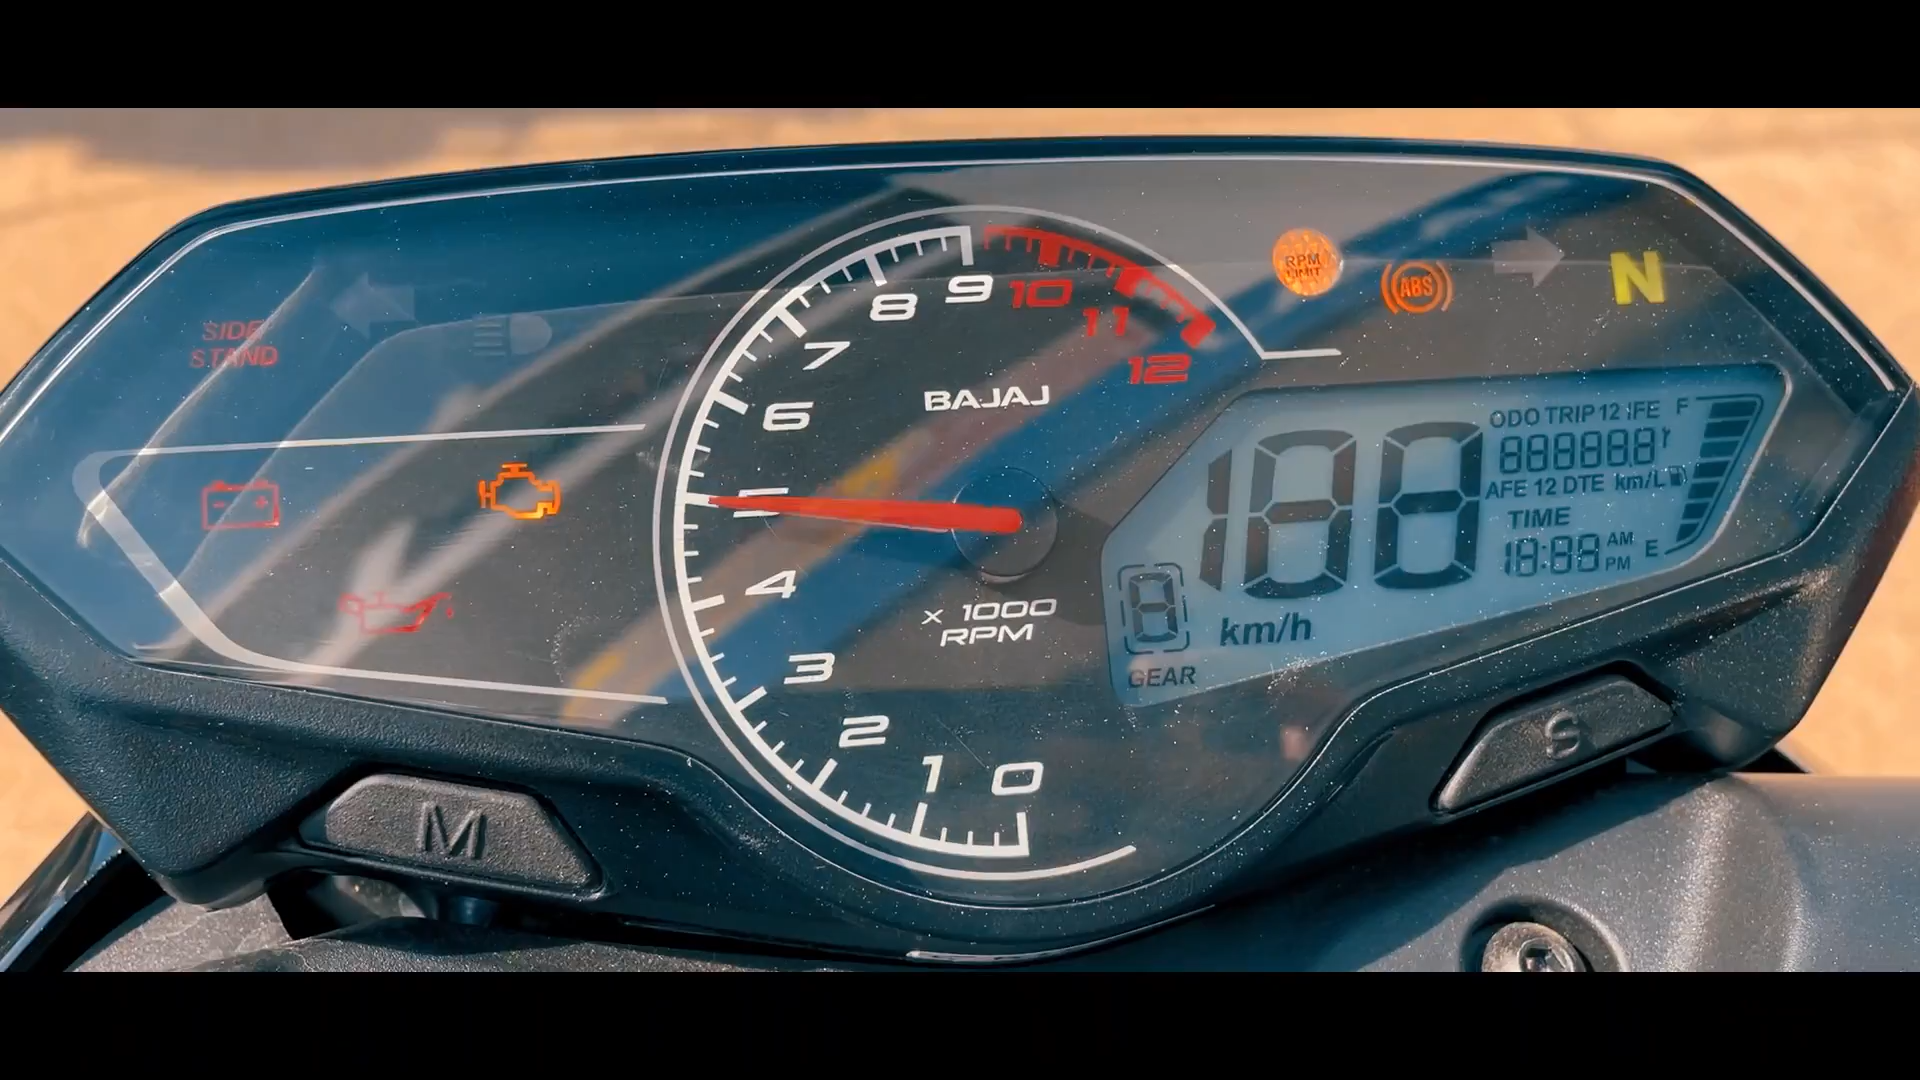 SIDE
STAND
9
8
10
11
7
12
6
5
4
3
2
1
0
BAJAJ
x 1000
RPM
RPM
LIMIT
ABS
N
ODO TRIP 12 IFE F
888888
AFE 12 DTE km/L
TIME
18:88 AM
PM
E
188
8
km/h
GEAR
M
S